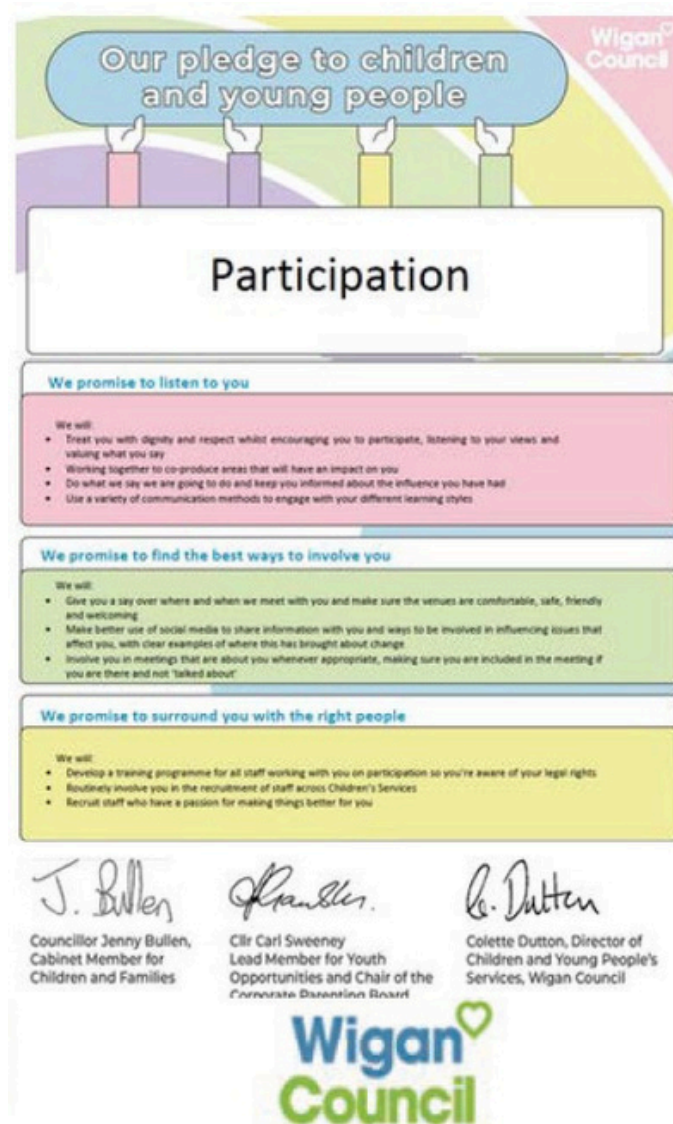 Wigan
Council
Our pledge to children
and young people
Participation
We promise to listen to you
We will:
• Treat you with dignity and respect whilst encouraging you to participate, listening to your views and
valuing what you say
• Working together to co-produce areas that will have an impact on you
• Do what we say we are going to do and keep you informed about the influence you have had
• Use a variety of communication methods to engage with your different learning styles
We promise to find the best ways to involve you
We will:
• Give you a say over where and when we meet with you and make sure the venues are comfortable, safe, friendly
and welcoming
• Make better use of social media to share information with you and ways to be involved in influencing issues that
affect you, with clear examples of where this has brought about change
• Involve you in meetings that are about you whenever appropriate, making sure you are included in the meeting if
you are there and not 'talked about'
We promise to surround you with the right people
We will:
• Develop a training programme for all staff working with you on participation so you're aware of your legal rights
• Routinely involve you in the recruitment of staff across Children's Services
• Recruit staff who have a passion for making things better for you
J. Bullen
C. Dutton
Councillor Jenny Bullen,
Cabinet Member for
Children and Families
Cllr Carl Sweeney
Lead Member for Youth
Opportunities and Chair of the
Corporate Parenting Board
Colette Dutton, Director of
Children and Young People's
Services, Wigan Council
Wigan
Council